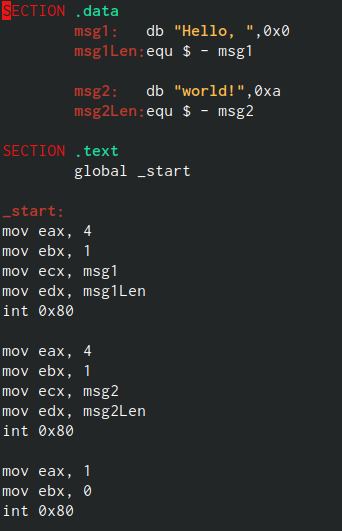 SECTION .data
msg1: db "Hello, ",0x0
msg1Len:equ $ - msg1
msg2: db "world!",0xa
msg2Len:equ $ - msg2
SECTION .text
global _start
_start:
mov eax, 4
mov ebx, 1
mov ecx, msg1
mov edx, msg1Len
int 0x80
mov eax, 4
mov ebx, 1
mov ecx, msg2
mov edx, msg2Len
int 0x80
mov eax, 1
mov ebx, 0
int 0x80